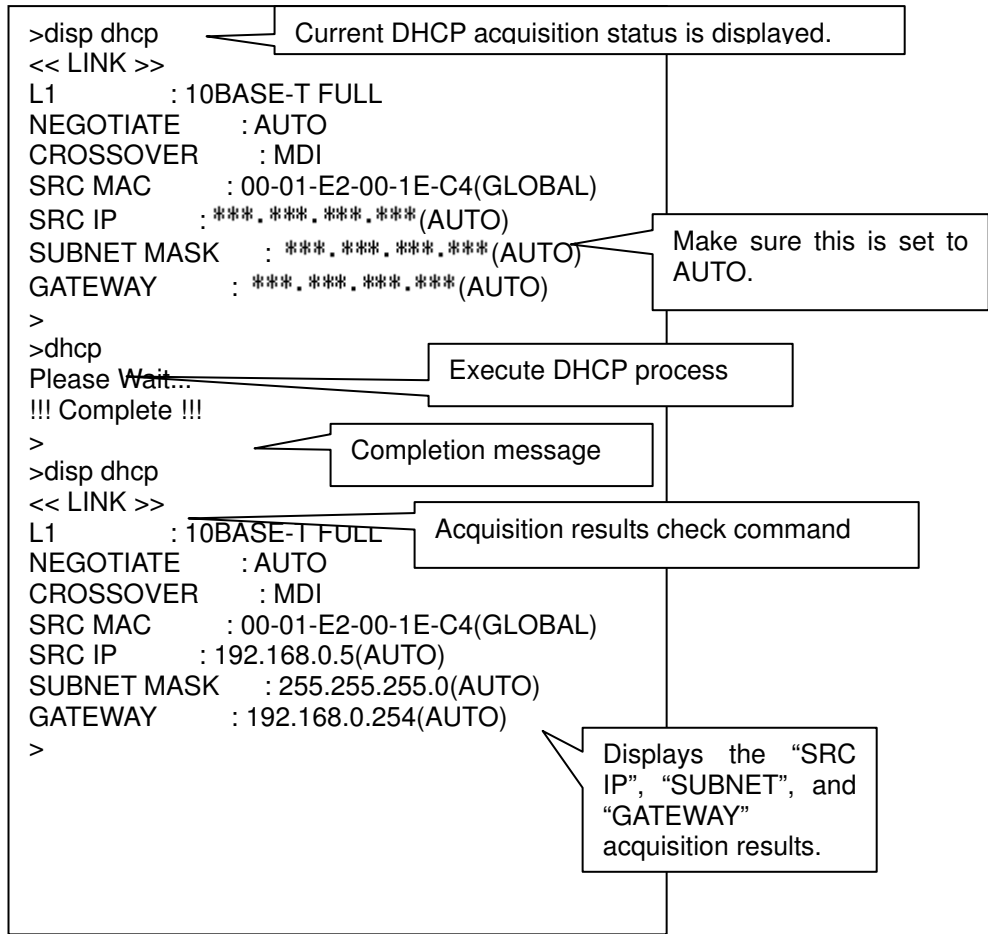 >disp dhcp
Current DHCP acquisition status is displayed.
<< LINK >>
L1 : 10BASE-T FULL
NEGOTIATE : AUTO
CROSSOVER : MDI
SRC MAC : 00-01-E2-00-1E-C4(GLOBAL)
SRC IP : ***.***.***.***(AUTO)
SUBNET MASK : ***.***.***.***(AUTO)
GATEWAY : ***.***.***.***(AUTO)
Make sure this is set to
AUTO.
>
>dhcp
Please Wait...
Execute DHCP process
!!! Complete !!!
>
Completion message
>disp dhcp
<< LINK >>
L1 : 10BASE-T FULL
Acquisition results check command
NEGOTIATE : AUTO
CROSSOVER : MDI
SRC MAC : 00-01-E2-00-1E-C4(GLOBAL)
SRC IP : 192.168.0.5(AUTO)
SUBNET MASK : 255.255.255.0(AUTO)
GATEWAY : 192.168.0.254(AUTO)
>
Displays the “SRC
IP”, “SUBNET”, and
“GATEWAY”
acquisition results.